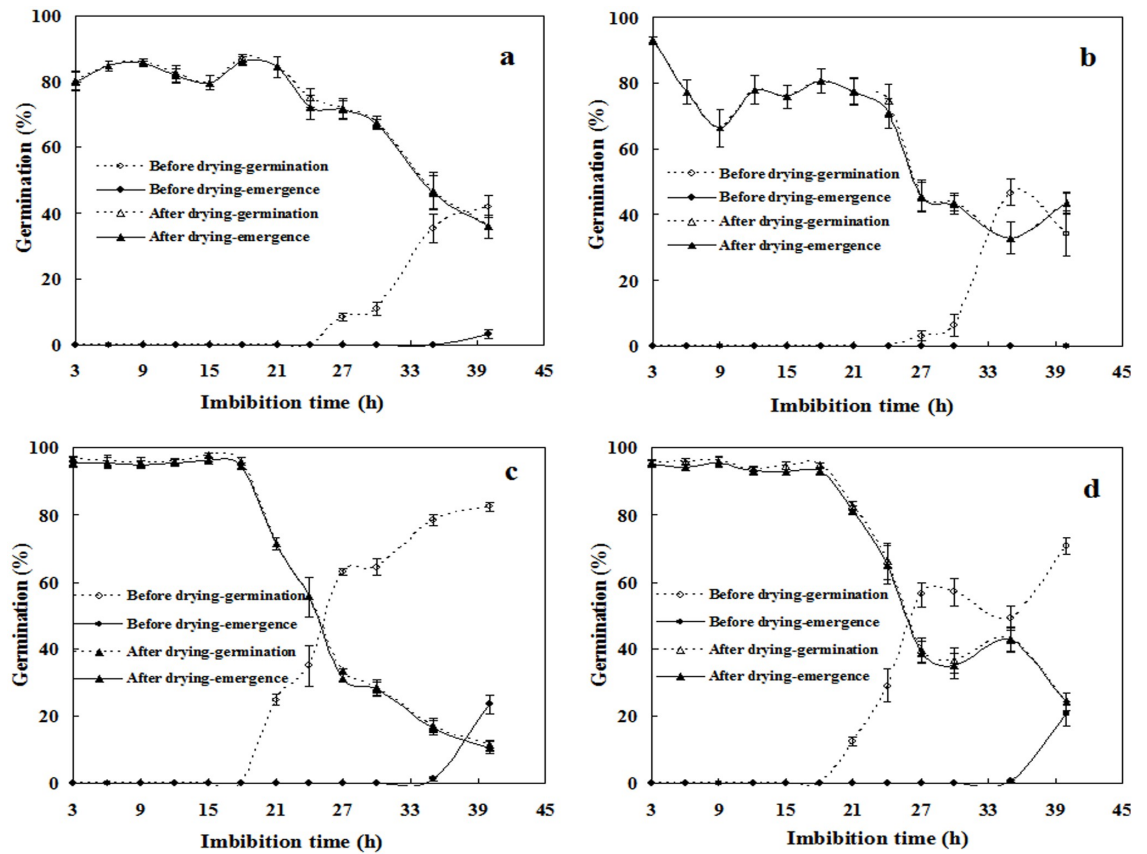 a
100
80
60
40
20
0
Germination (%)
Before drying-germination
Before drying-emergence
After drying-germination
After drying-emergence
3 9 15 21 27 33 39 45
Imbibition time (h)
b
100
80
60
40
20
0
Germination (%)
Before drying-germination
Before drying-emergence
After drying-germination
After drying-emergence
3 9 15 21 27 33 39 45
Imbibition time (h)
c
100
80
60
40
20
0
Germination (%)
Before drying-germination
Before drying-emergence
After drying-germination
After drying-emergence
3 9 15 21 27 33 39 45
Imbibition time (h)
d
100
80
60
40
20
0
Germination (%)
Before drying-germination
Before drying-emergence
After drying-germination
After drying-emergence
3 9 15 21 27 33 39 45
Imbibition time (h)